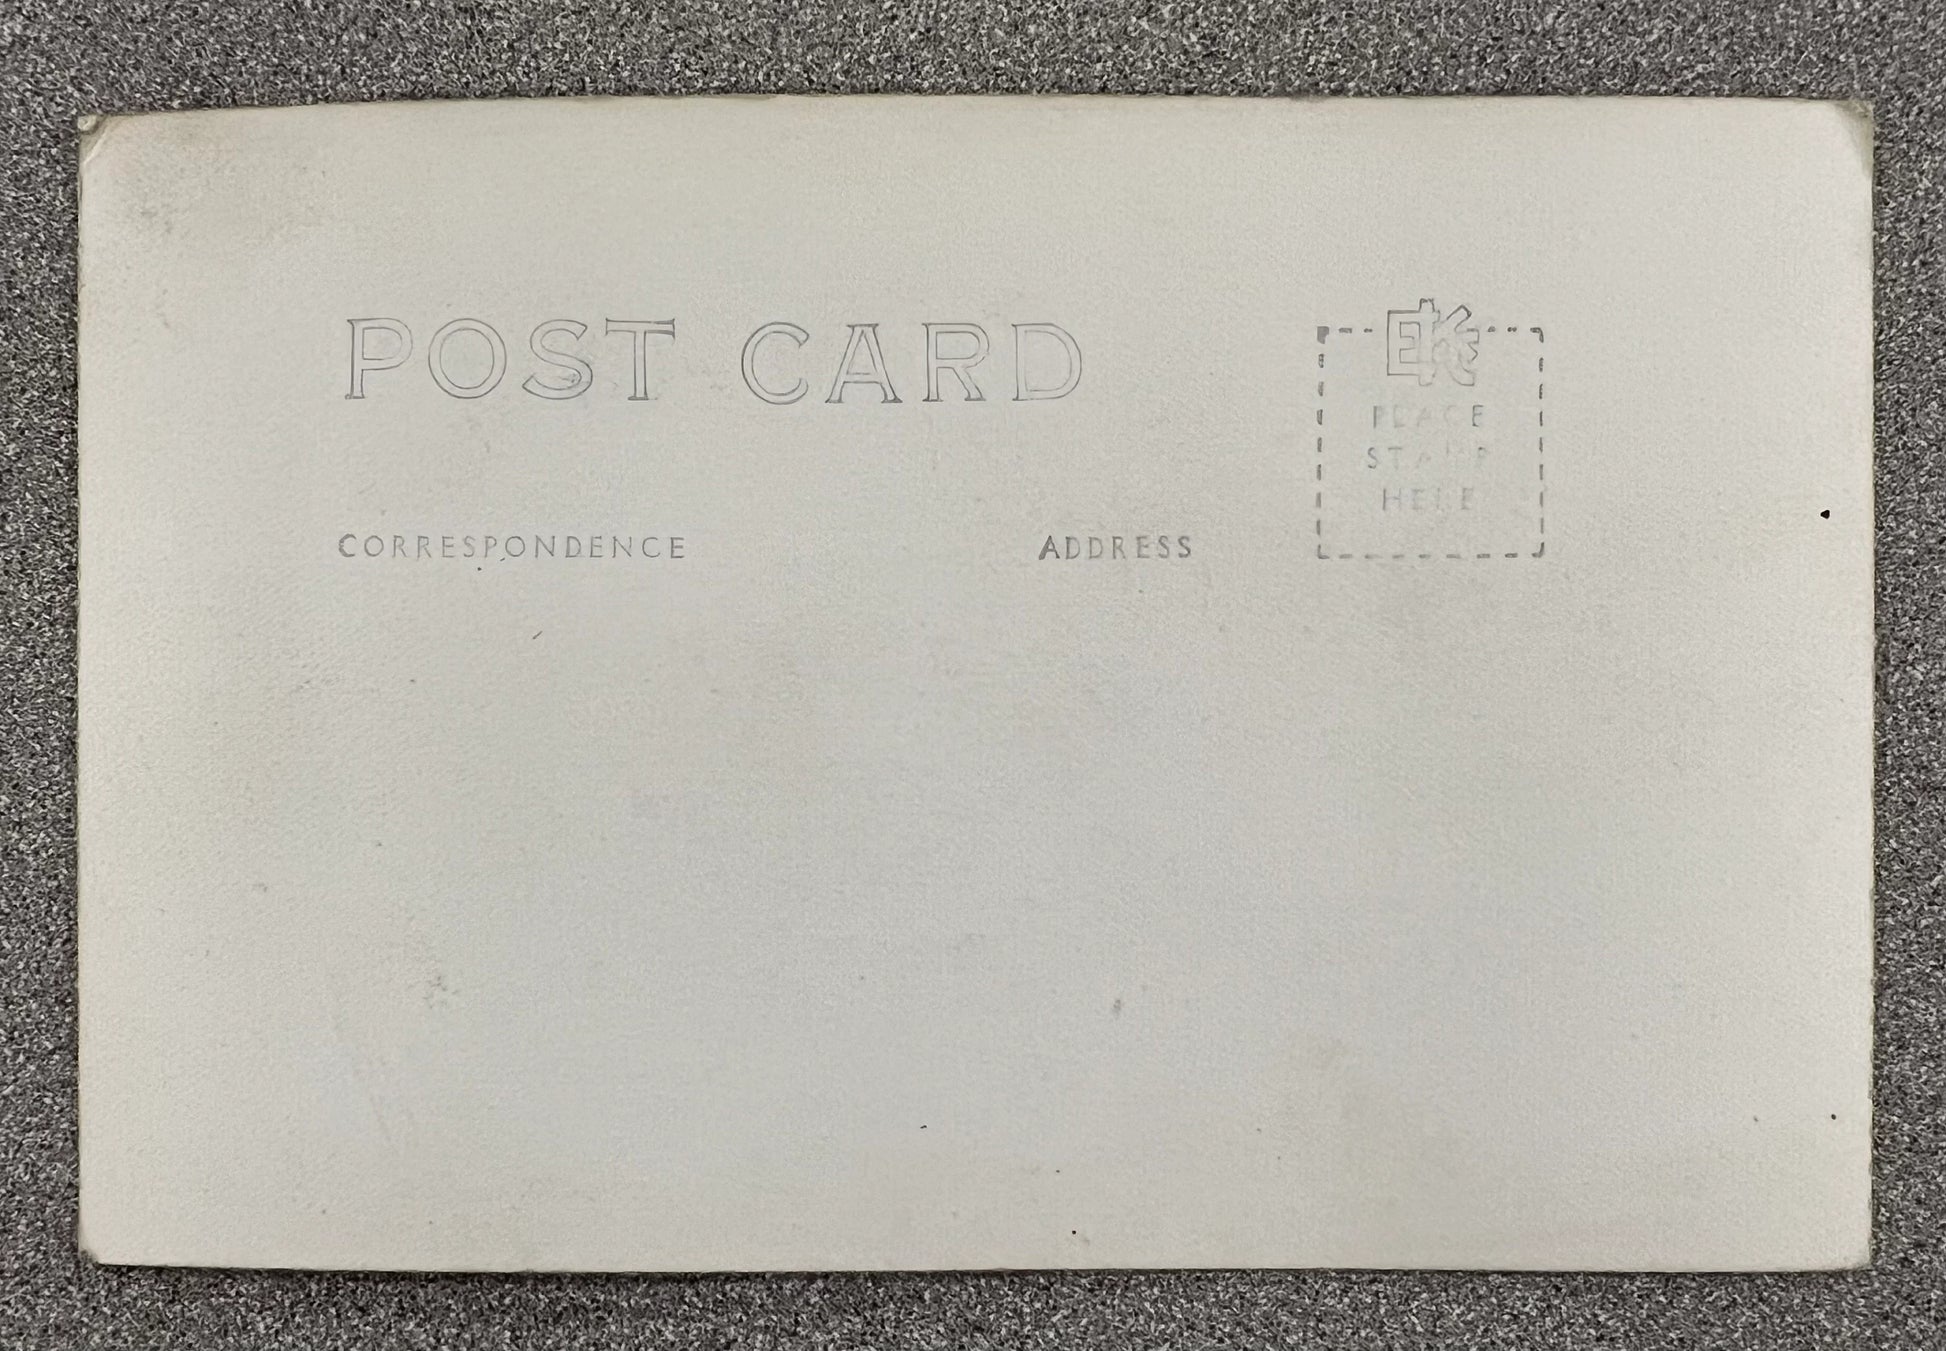 POST CARD
PLACE
STAMP
HERE
CORRESPONDENCE
ADDRESS